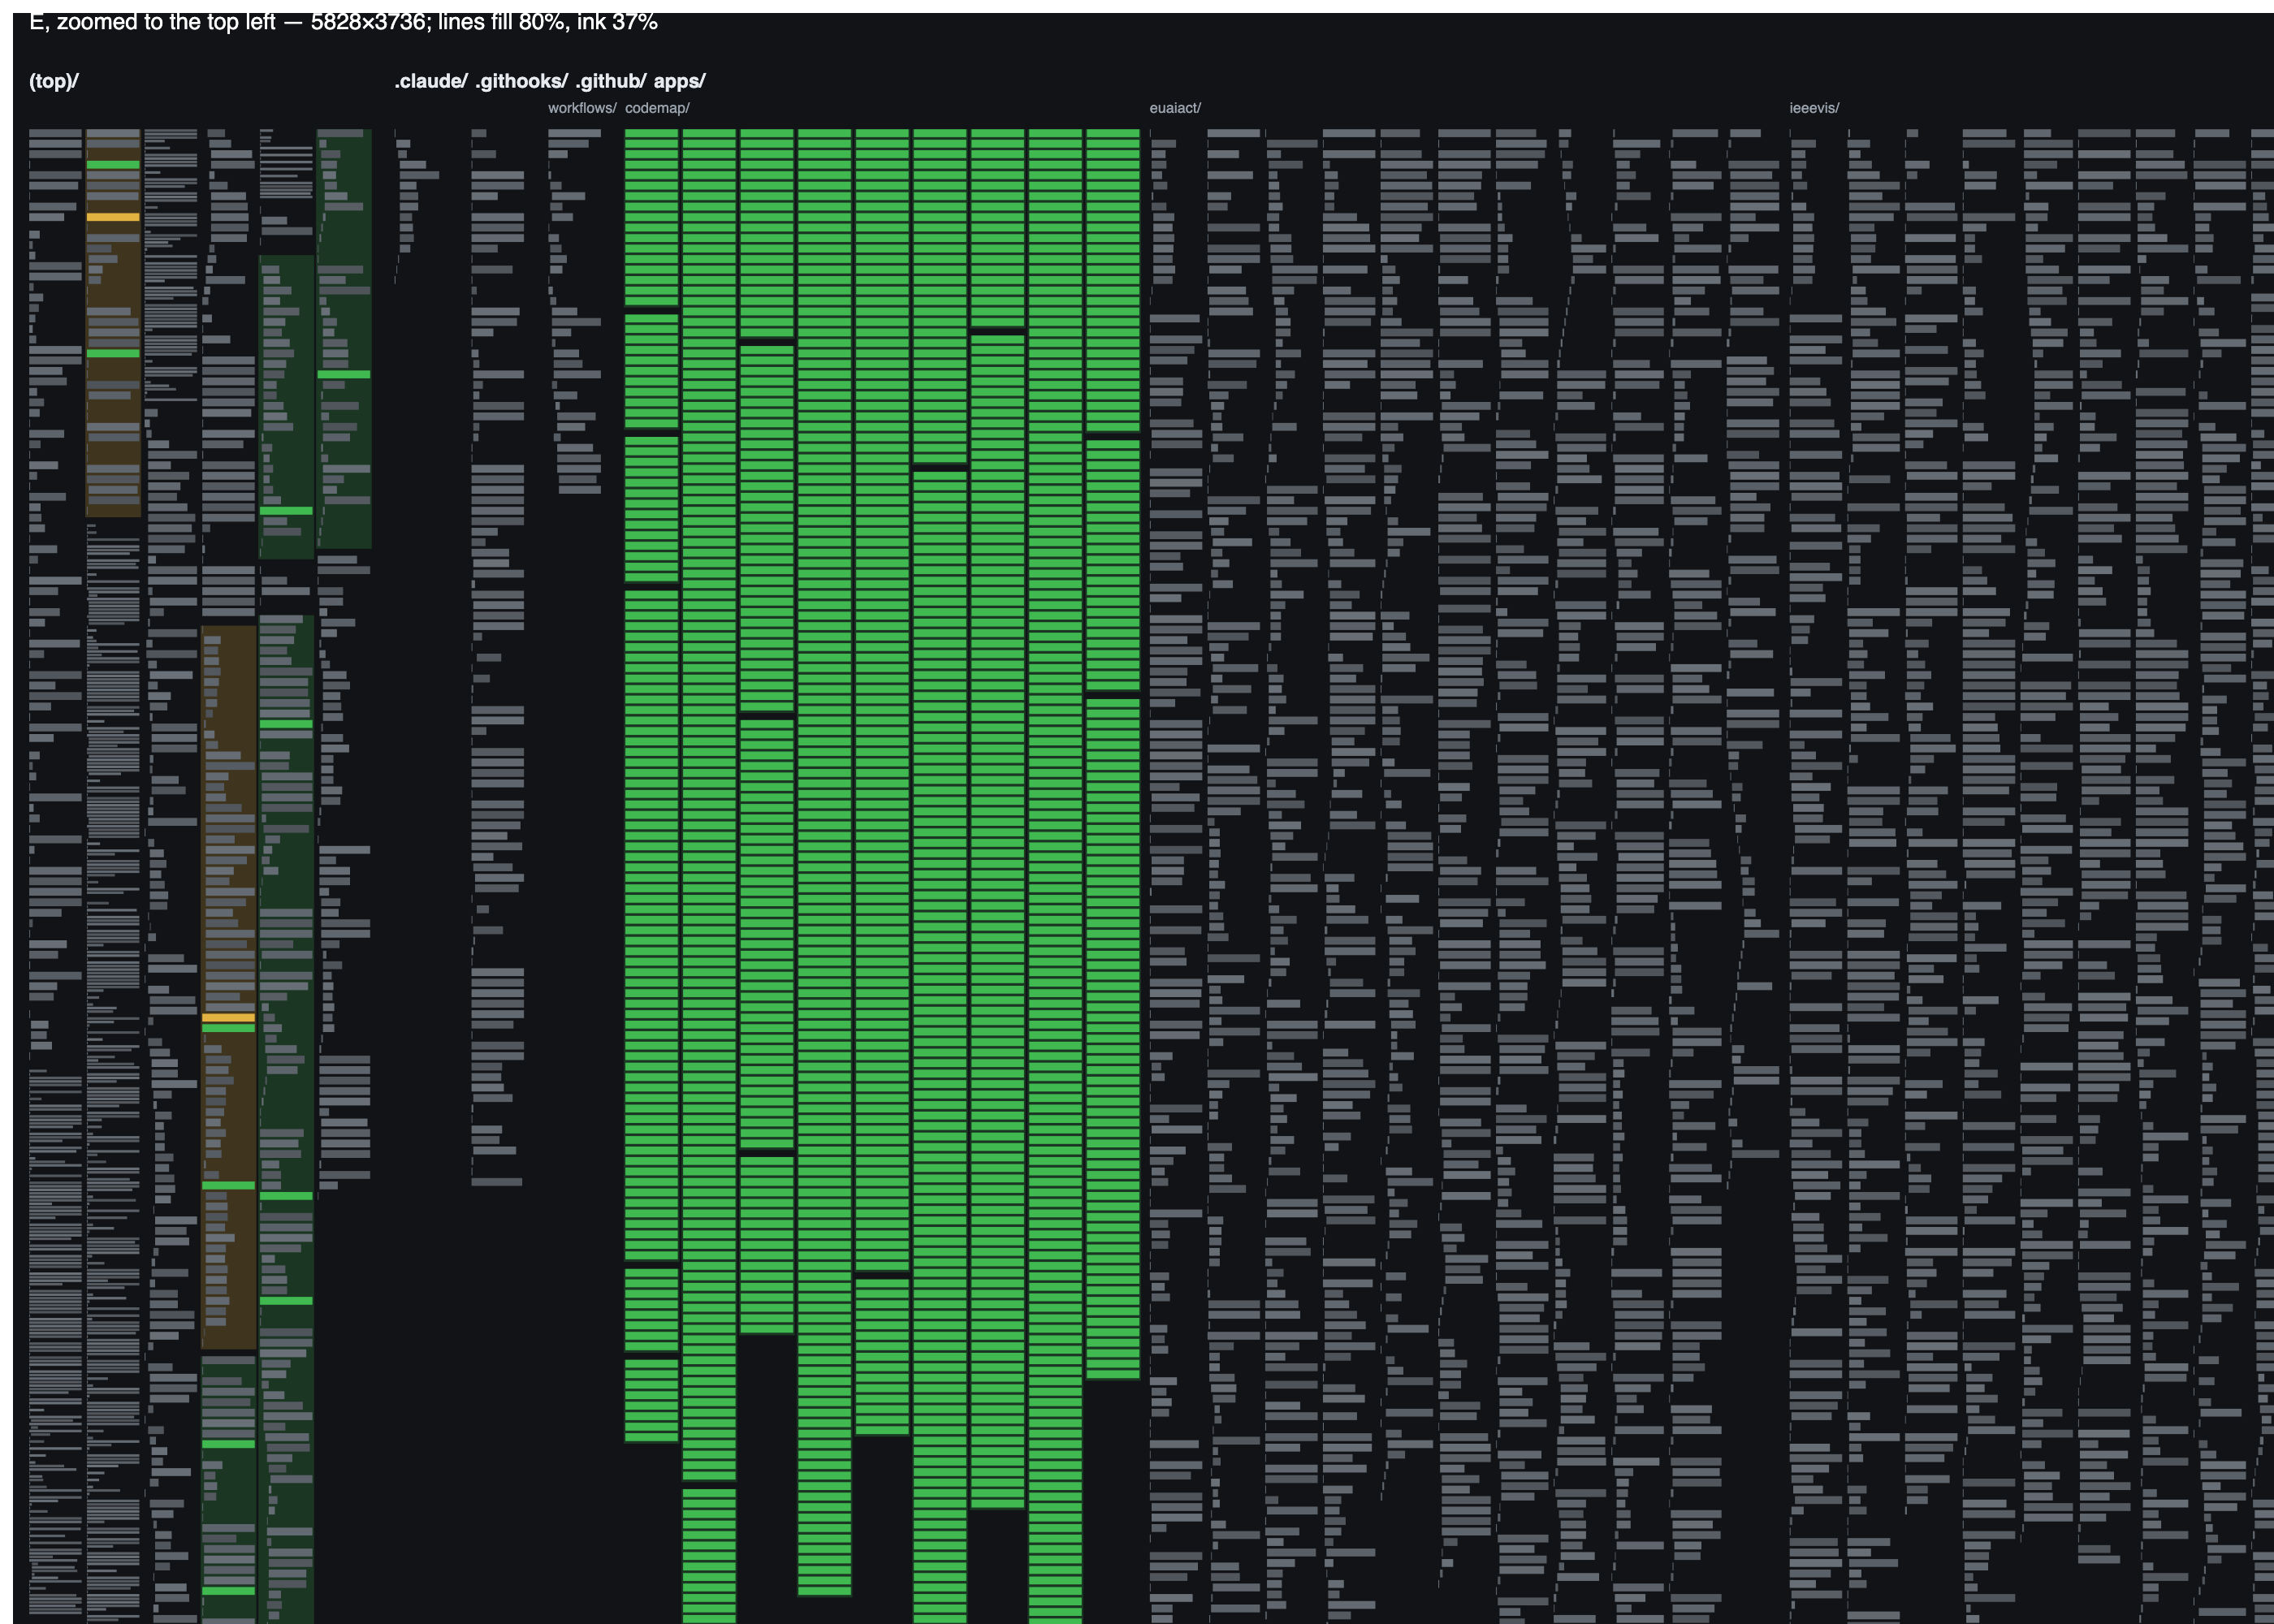 E, zoomed to the top left — 5828×3736; lines fill 80%, ink 37%
(top)/ .claude/ .githooks/ .github/ apps/
workflows/ codemap/ euaiact/ ieeevis/